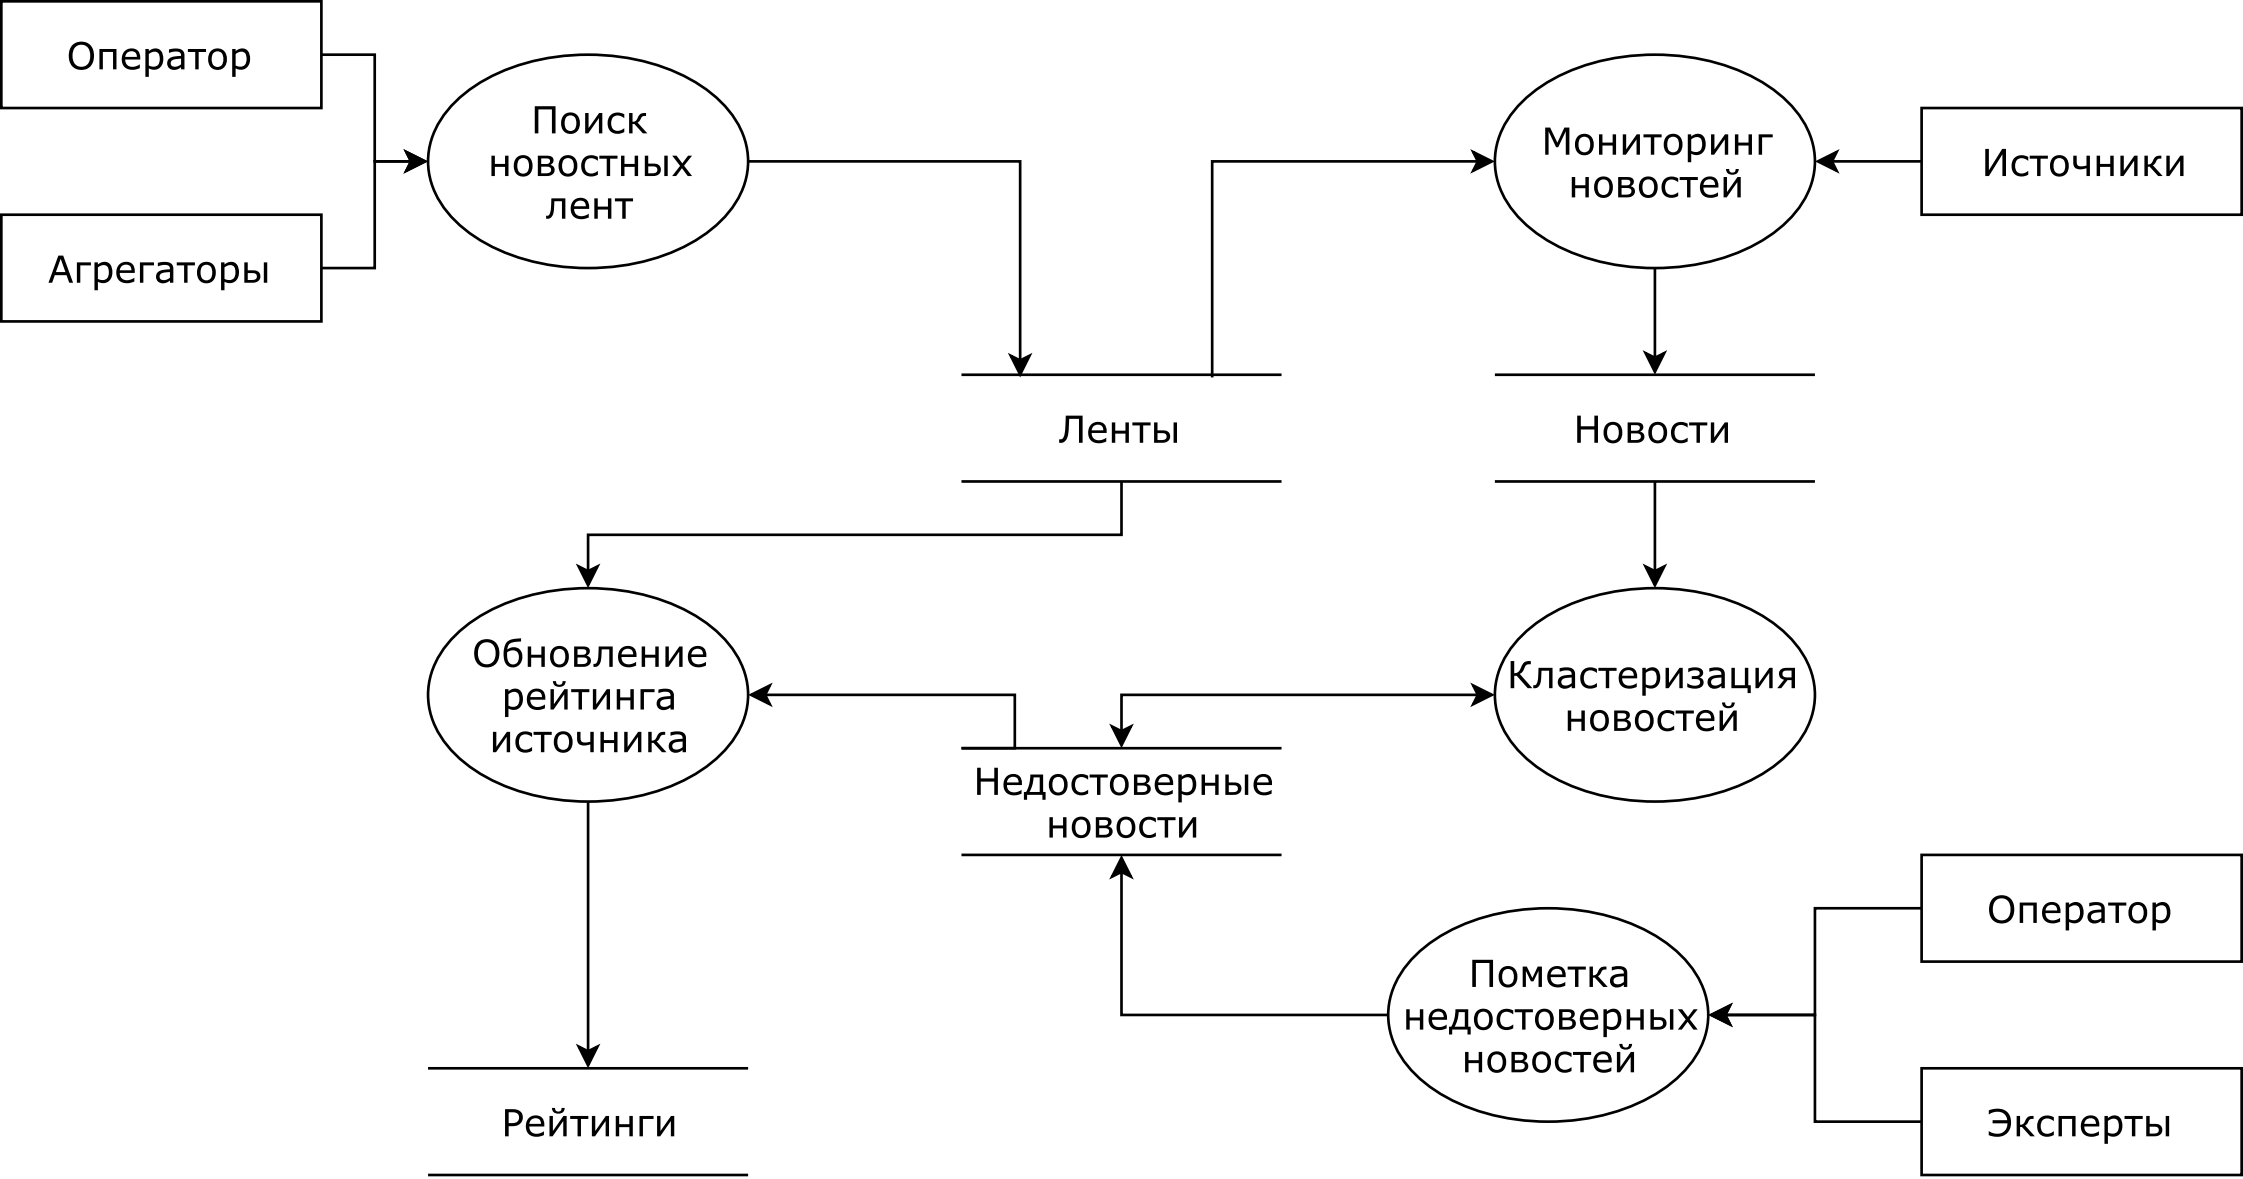 Оператор
Поиск
новостных
лент
Агрегаторы
Мониторинг
новостей
Источники
Ленты
Новости
Обновление
рейтинга
источника
Кластеризация
новостей
Недостоверные
новости
Оператор
Пометка
недостоверных
новостей
Эксперты
Рейтинги